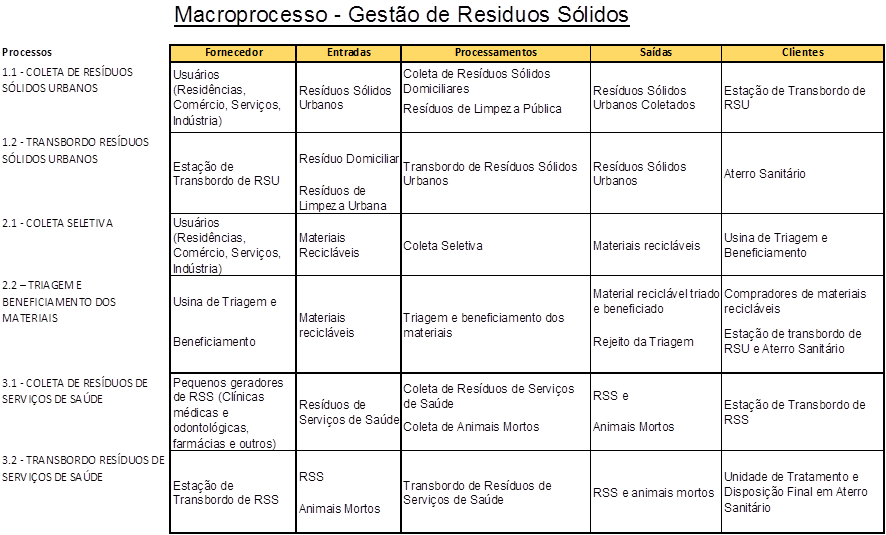 Macroprocesso - Gestão de Residuos Sólidos
Processos
Fornecedor
Entradas
Processamentos
Saídas
Clientes
1.1 - COLETA DE RESÍDUOS
SÓLIDOS URBANOS
Usuários
(Residências,
Comércio, Serviços,
Indústria)
Resíduos Sólidos
Urbanos
Coleta de Resíduos Sólidos
Domiciliares
Resíduos de Limpeza Pública
Resíduos Sólidos
Urbanos Coletados
Estação de Transbordo de
RSU
1.2 - TRANSBORDO RESÍDUOS
SÓLIDOS URBANOS
Estação de
Transbordo de RSU
Resíduo Domiciliar
Resíduos de
Limpeza Urbana
Transbordo de Resíduos Sólidos
Urbanos
Resíduos Sólidos
Urbanos
Aterro Sanitário
2.1 - COLETA SELETIVA
Usuários
(Residências,
Comércio, Serviços,
Indústria)
Materiais
Recicláveis
Coleta Seletiva
Materiais recicláveis
Usina de Triagem e
Beneficiamento
2.2 – TRIAGEM E
BENEFICIAMENTO DOS
MATERIAIS
Usina de Triagem e
Beneficiamento
Materiais
recicláveis
Triagem e beneficiamento dos
materiais
Material reciclável triado
e beneficiado
Rejeito da Triagem
Compradores de materiais
recicláveis
Estação de transbordo de
RSU e Aterro Sanitário
3.1 - COLETA DE RESÍDUOS DE
SERVIÇOS DE SAÚDE
Pequenos geradores
de RSS (Clínicas
médicas e
odontológicas,
farmácias e outros)
Resíduos de
Serviços de Saúde
Coleta de Resíduos de Serviços
de Saúde
Coleta de Animais Mortos
RSS e
Animais Mortos
Estação de Transbordo de
RSS
3.2 - TRANSBORDO RESÍDUOS DE
SERVIÇOS DE SAÚDE
Estação de
Transbordo de RSS
RSS
Animais Mortos
Transbordo de Resíduos de
Serviços de Saúde
RSS e animais mortos
Unidade de Tratamento e
Disposição Final em Aterro
Sanitário